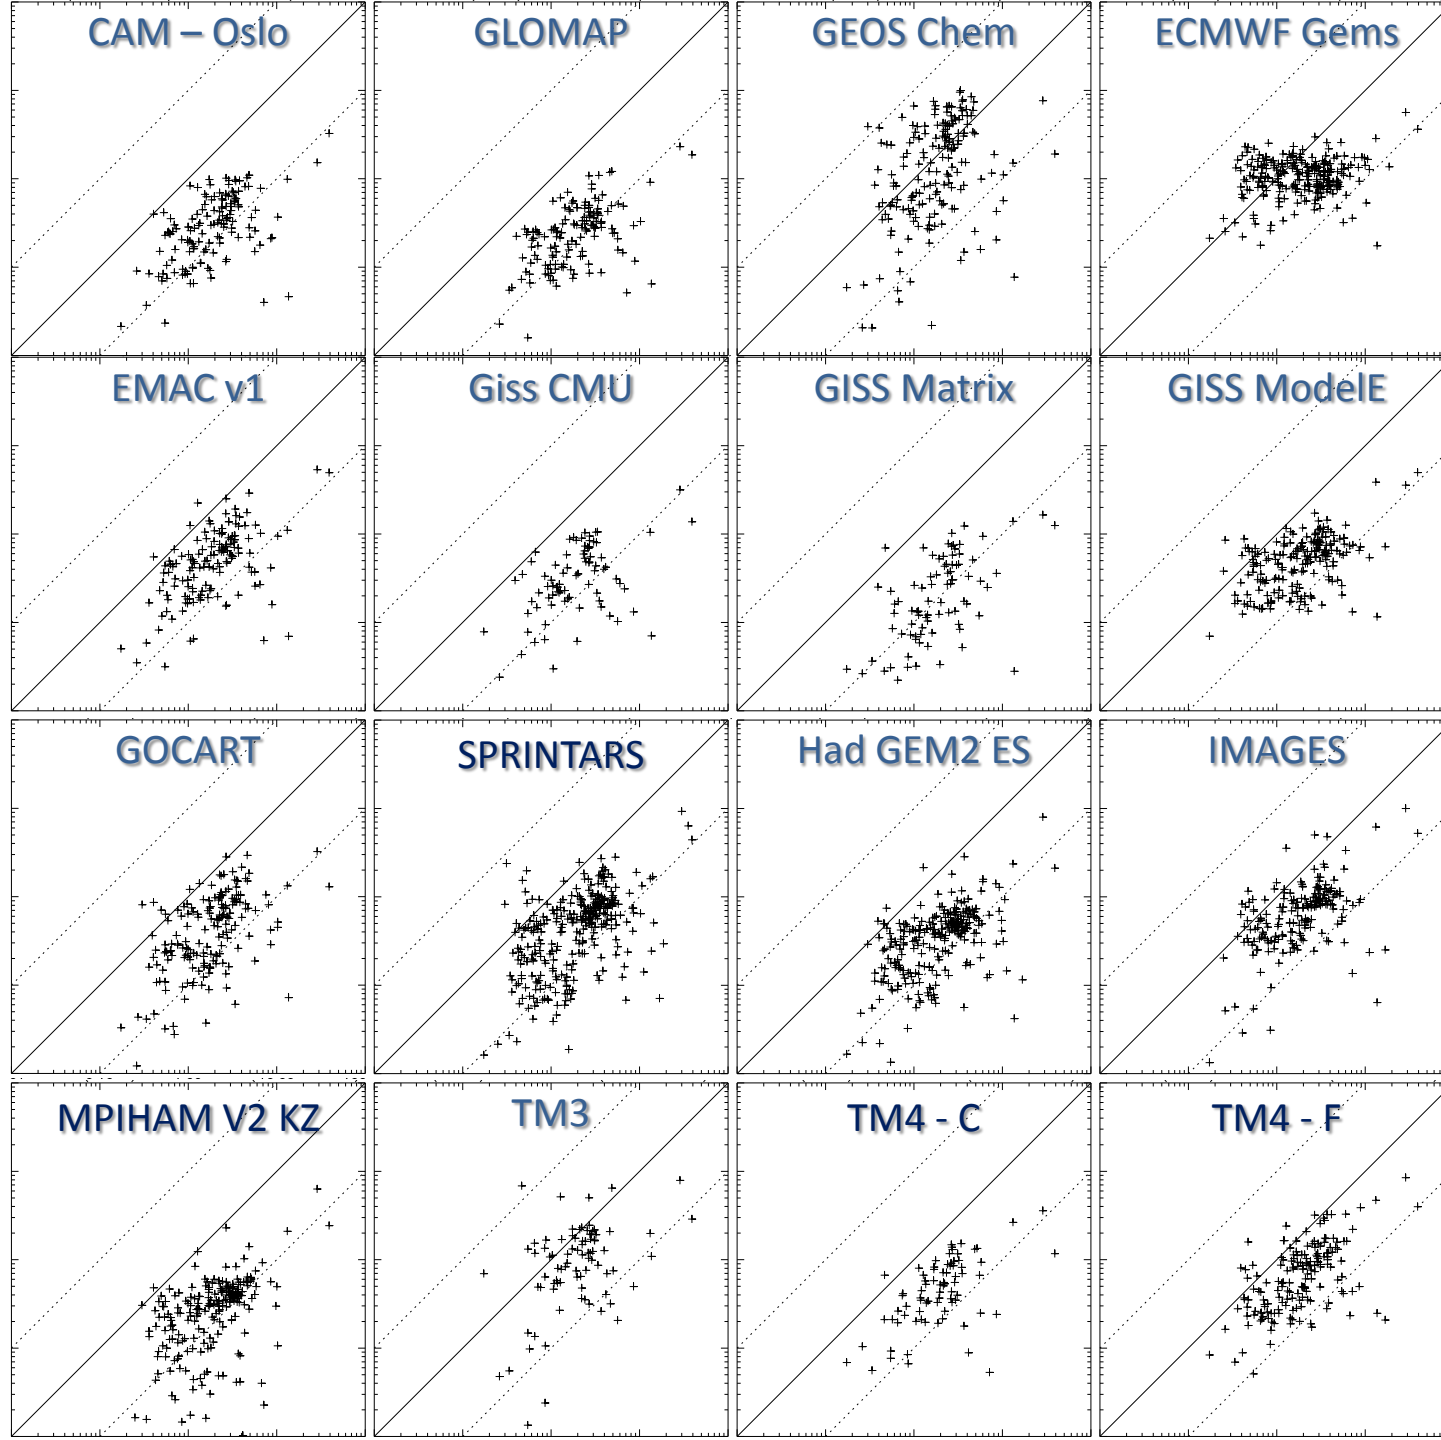 CAM – Oslo
GLOMAP
GEOS Chem
ECMWF Gems
EMAC v1
Giss CMU
GISS Matrix
GISS ModelE
GOCART
SPRINTARS
Had GEM2 ES
IMAGES
MPIHAM V2 KZ
TM3
TM4 - C
TM4 - F